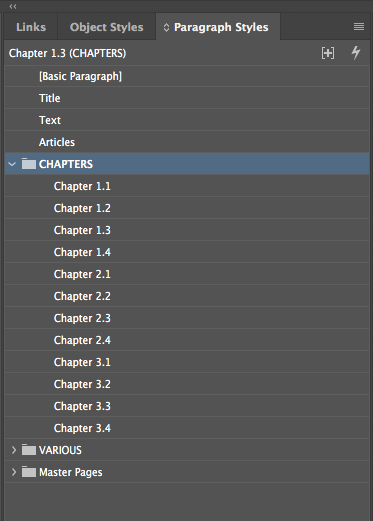 Links Object Styles Paragraph Styles
Chapter 1.3 (CHAPTERS)
[Basic Paragraph]
Title
Text
Articles
CHAPTERS
Chapter 1.1
Chapter 1.2
Chapter 1.3
Chapter 1.4
Chapter 2.1
Chapter 2.2
Chapter 2.3
Chapter 2.4
Chapter 3.1
Chapter 3.2
Chapter 3.3
Chapter 3.4
VARIOUS
Master Pages